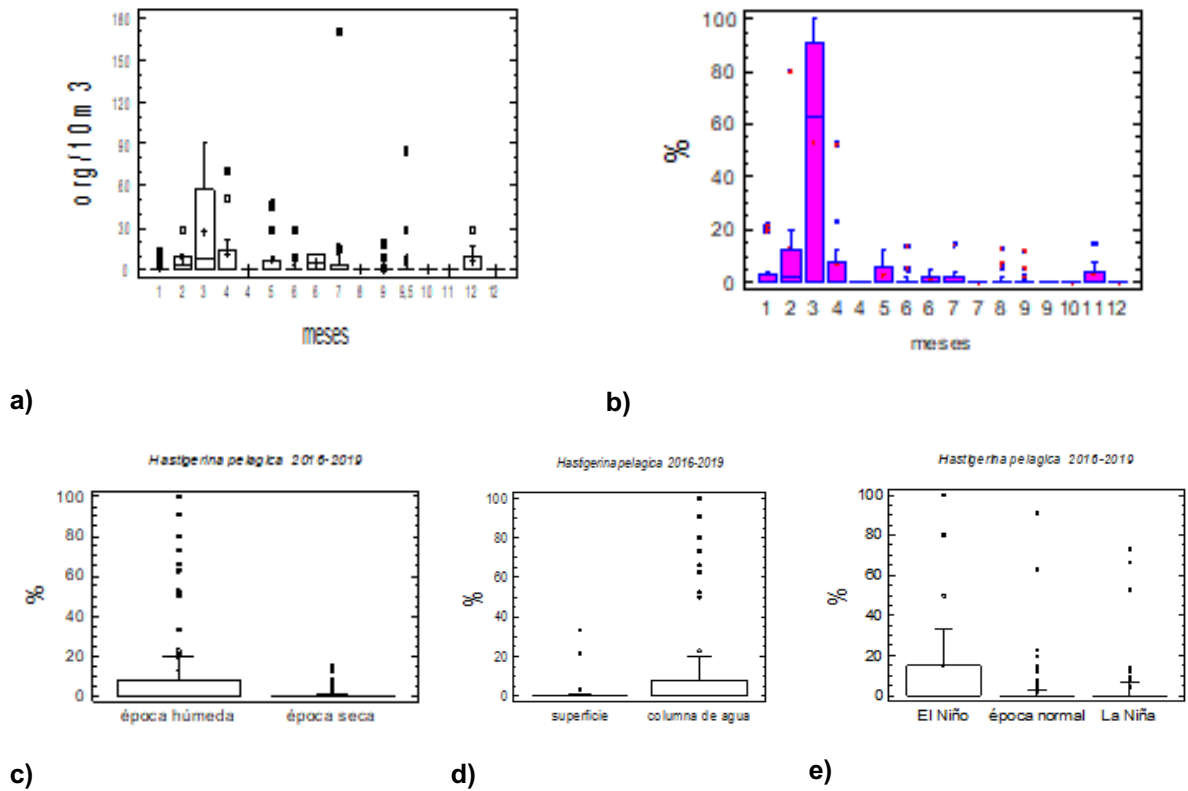 180
150
120
90
60
30
0
org/10m 3
1 2 3 4 4 5 6 6 7 8 9 9,5 10 11 12 12
meses
a)
100
80
60
40
20
0
%
1 2 3 4 4 5 6 6 7 7 8 9 9 10 11 12
meses
b)
Hastigerina pelagica 2016-2019
100
80
60
40
20
0
%
época húmeda época seca
c)
Hastigerina pelagica 2016-2019
100
80
60
40
20
0
%
superficie columna de agua
d)
Hastigerina pelagica 2016-2019
100
80
60
40
20
0
%
El Niño época normal La Niña
e)